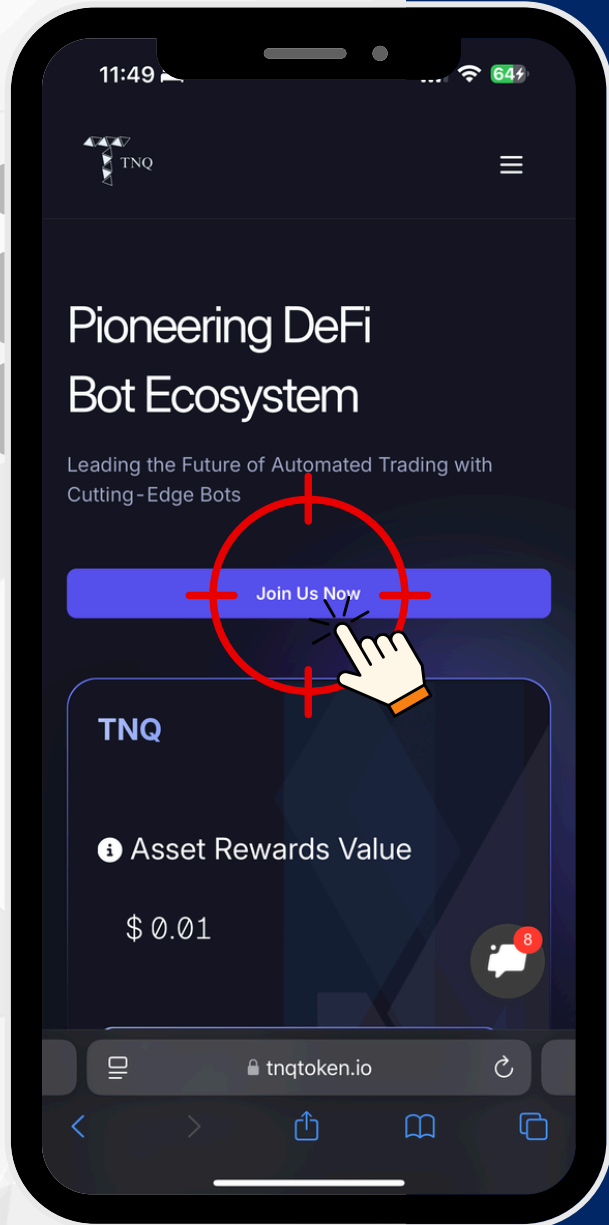 11:49
64
TNQ
Pioneering DeFi
Bot Ecosystem
Leading the Future of Automated Trading with
Cutting-Edge Bots
Join Us Now
TNQ
Asset Rewards Value
$ 0.01
8
tnqtoken.io